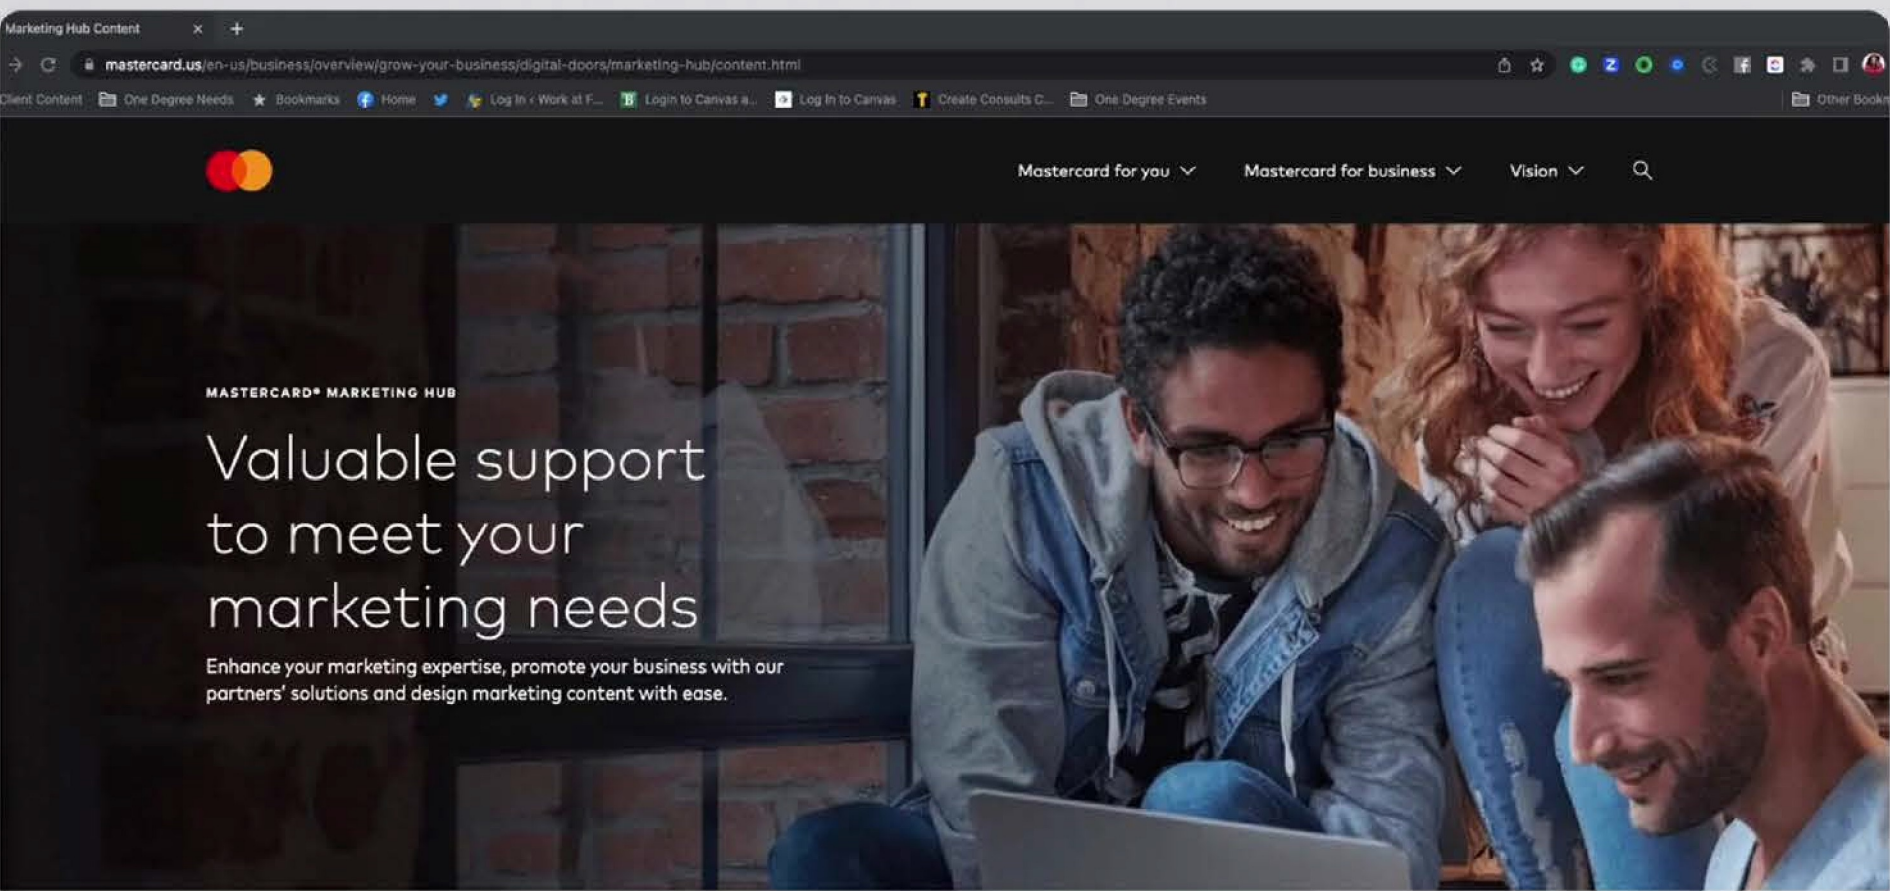 Marketing Hub Content
mastercard.us/en-us/business/overview/grow-your-business/digital-doors/marketing-hub/content.html
Client Content One Degree Needs Bookmarks Home Log In ‹ Work at F... Login to Canvas a... Log In to Canvas Create Consults C... One Degree Events Other Bookm
Mastercard for you Mastercard for business Vision
MASTERCARD® MARKETING HUB
Valuable support
to meet your
marketing needs
Enhance your marketing expertise, promote your business with our
partners' solutions and design marketing content with ease.